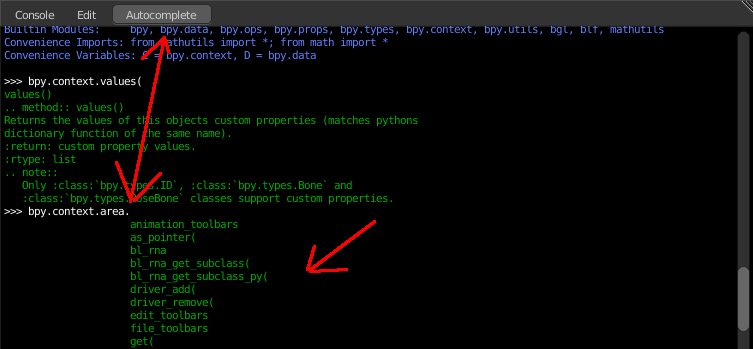 Console Edit Autocomplete
Builtin Modules: bpy, bpy.data, bpy.ops, bpy.props, bpy.types, bpy.context, bpy.utils, bgl, blf, mathutils
Convenience Imports: from mathutils import *; from math import *
Convenience Variables: C = bpy.context, D = bpy.data
>>> bpy.context.values(
values()
.. method:: values()
Returns the values of this objects custom properties (matches pythons
dictionary function of the same name).
:return: custom property values.
:rtype: list
.. note::
Only :class:`bpy.types.ID`, :class:`bpy.types.Bone` and
:class:`bpy.types.PoseBone` classes support custom properties.
>>> bpy.context.area.
animation_toolbars
as_pointer(
bl_rna
bl_rna_get_subclass(
bl_rna_get_subclass_py(
driver_add(
driver_remove(
edit_toolbars
file_toolbars
get(